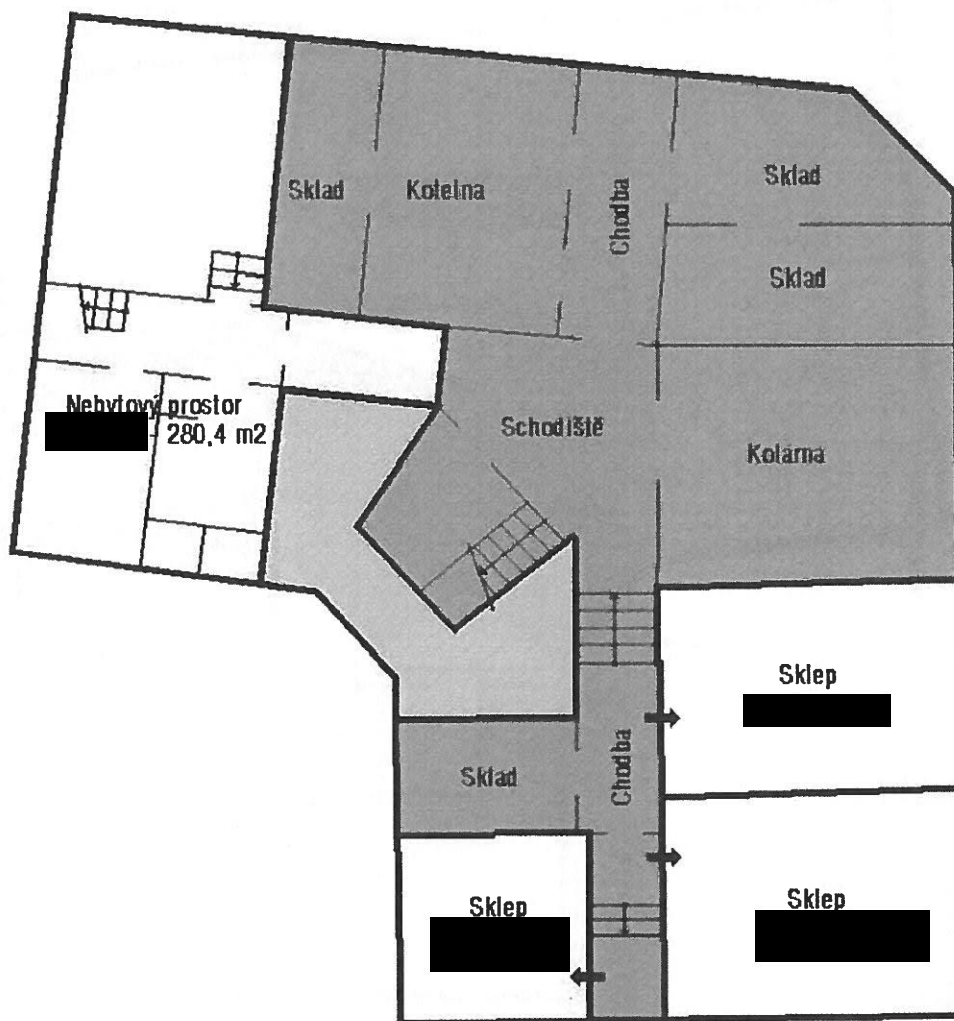 Sklad
Kotelna
Chodba
Sklad
Sklad
Nebytový prostor
280,4 m2
Schodiště
Kolárna
Sklep
Chodba
Sklad
Sklep
Sklep